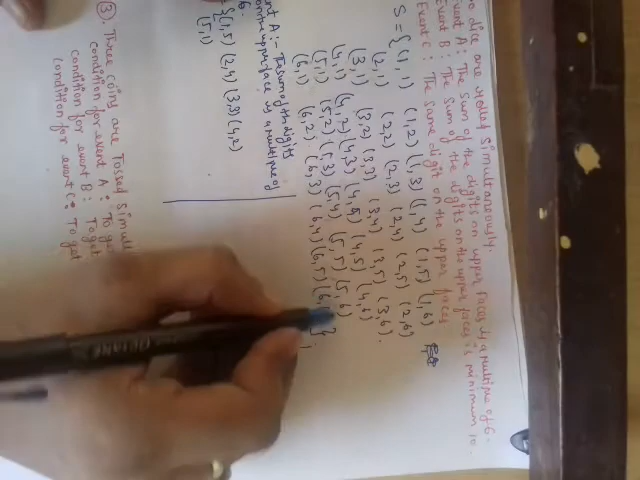 no dice are rolled Simultaneously.
Event A: The sum of the digits on upper faces is a multiple of 6.
Event B: The sum of the digits on the upper faces is minimum 10.
Event C: The same digit on the upper faces
S = { (1,1) (1,2) (1,3) (1,4) (1,5) (1,6)
(2,1) (2,2) (2,3) (2,4) (2,5) (2,6)
(3,1) (3,2) (3,3) (3,4) (3,5) (3,6).
(4,1) (4,2) (4,3) (4,4) (4,5) (4,6)
(5,1) (5,2) (5,3) (5,4) (5,5) (5,6)
(6,1) (6,2) (6,3) (6,4) (6,5) (6, }
vent A :- The sum of the digits
on the upper face is a multiple of
6.
= { (1,5) (2,4) (3,3) (4,2)
(5,1)
③: Three coins are Tossed Simult
condition for event A: To ge
condition for event B: To get
condition for event C: To get